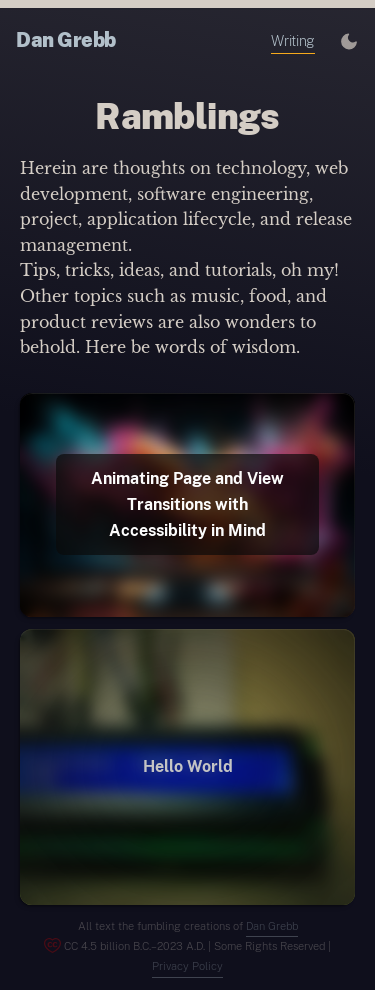 Dan Grebb
Writing
Ramblings
Herein are thoughts on technology, web
development, software engineering,
project, application lifecycle, and release
management.
Tips, tricks, ideas, and tutorials, oh my!
Other topics such as music, food, and
product reviews are also wonders to
behold. Here be words of wisdom.
Animating Page and View
Transitions with
Accessibility in Mind
Hello World
All text the fumbling creations of Dan Grebb
CC 4.5 billion B.C.–2023 A.D. | Some Rights Reserved |
Privacy Policy